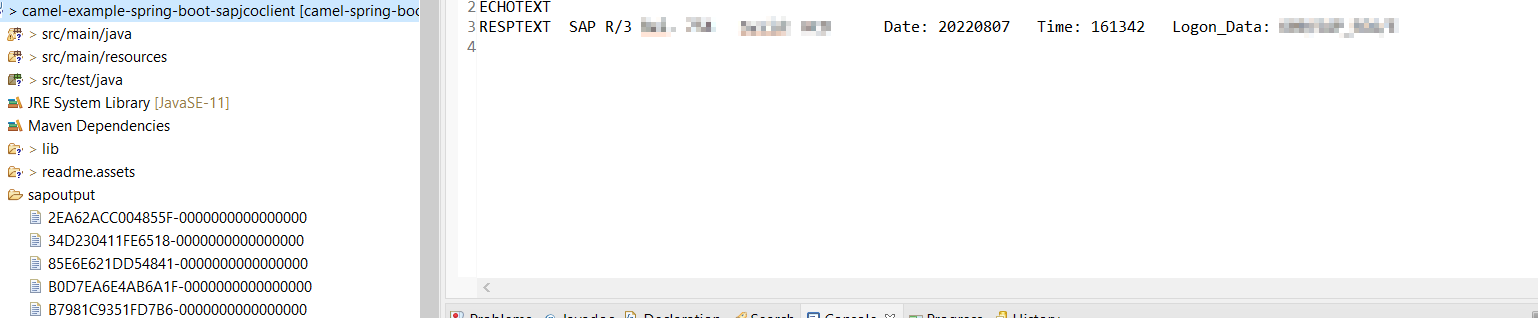 > camel-example-spring-boot-sapjcoclient [camel-spring-boo
> src/main/java
> src/main/resources
> src/test/java
JRE System Library [JavaSE-11]
Maven Dependencies
> lib
> readme.assets
sapoutput
2EA62ACC004855F-0000000000000000
34D230411FE6518-0000000000000000
85E6E621DD54841-0000000000000000
B0D7EA6E4AB6A1F-0000000000000000
B7981C9351FD7B6-0000000000000000
2 ECHOTEXT
3 RESPTEXT SAP R/3 Date: 20220807 Time: 161342 Logon_Data:
4
Problems Javadoc Declaration Search Console Progress History